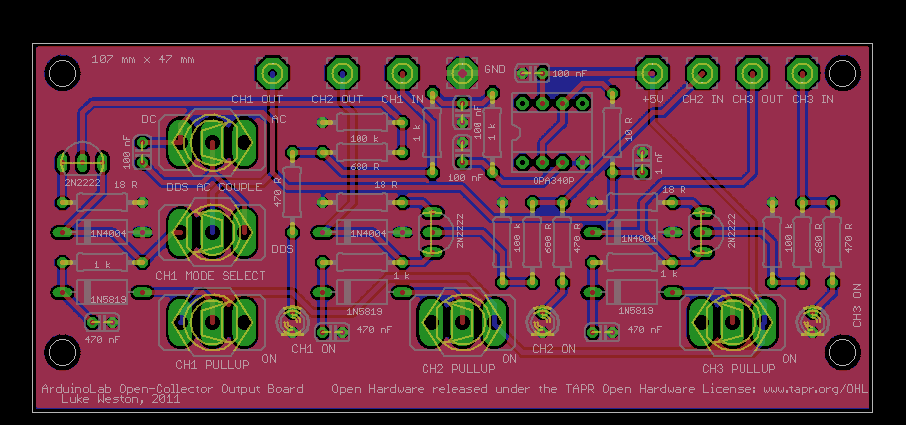 107 mm x 47 mm
GND
100 nF
CH1 OUT
CH2 OUT
CH1 IN
+5V
CH2 IN
CH3 OUT
CH3 IN
DC
AC
100 nF
100 k
680 R
1 k
100 nF
1 k
100 nF
OPA340P
10 R
1 nF
2N2222
18 R
DDS AC COUPLE
470 R
18 R
18 R
1N4004
DDS
1N4004
2N2222
100 k
680 R
470 R
1N4004
2N2222
100 k
680 R
470 R
1 k
CH1 MODE SELECT
1 k
1 k
1N5819
1N5819
1N5819
CH3 ON
470 nF
CH1 PULLUP
ON
CH1 ON
470 nF
CH2 PULLUP
ON
CH2 ON
470 nF
CH3 PULLUP
ON
ArduinoLab Open-Collector Output Board
Open Hardware released under the TAPR Open Hardware License: www.tapr.org/OHL
Luke Weston, 2011